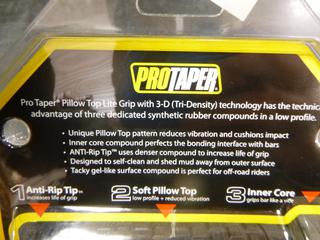 PROTAPER
Pro Taper® Pillow Top Lite Grip with 3-D (Tri-Density) technology has the technical
advantage of three dedicated synthetic rubber compounds in a low profile.
• Unique Pillow Top pattern reduces vibration and cushions impact
• Inner core compound perfects the bonding interface with bars
• ANTI-Rip Tip™ uses denser compound to increase life of grip
• Designed to self-clean and shed mud away from outer surface
• Tacky gel-like surface compound is perfect for off-road riders
1 Anti-Rip Tip™ 2 Soft Pillow Top 3 Inner Core
increases life of grip low profile + reduced vibration grips bar like a vice